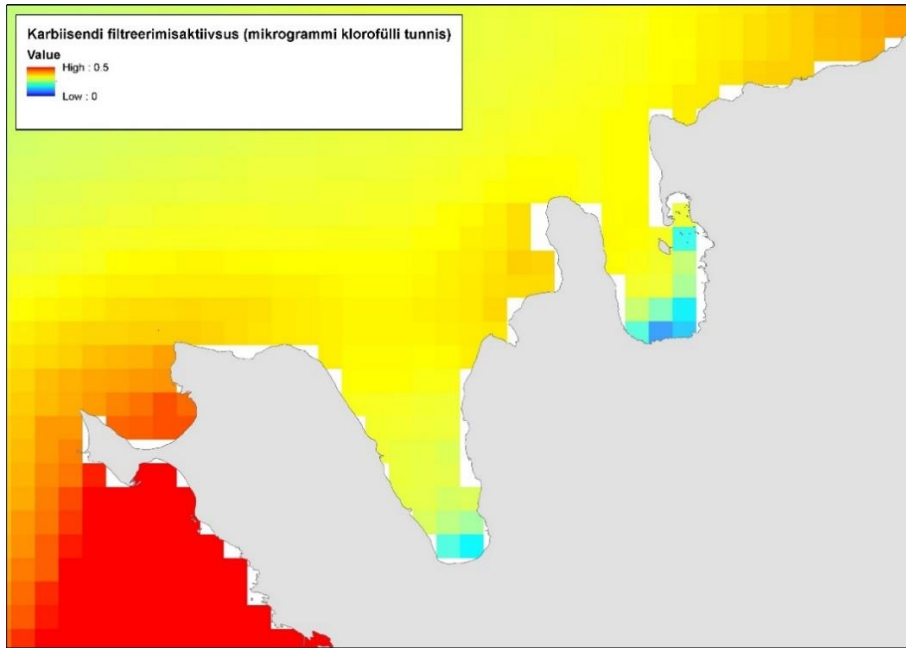 Karbiisendi filtreerimisaktiivsus (mikrogrammi klorofülli tunnis)
Value
High : 0.5
Low : 0